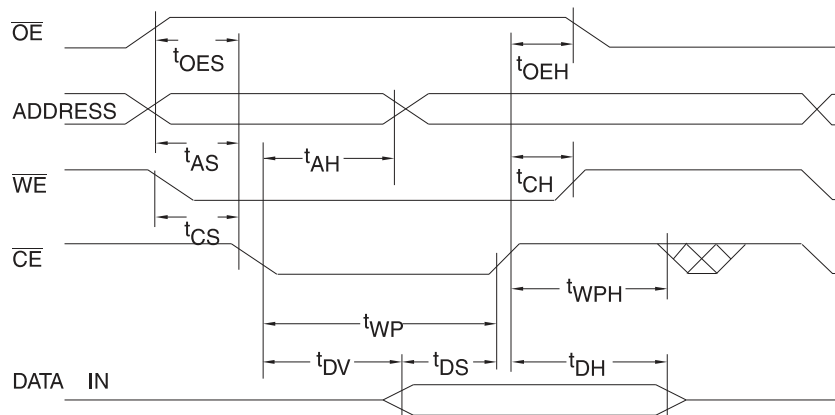 OE
tOES
tOEH
ADDRESS
tAS
tAH
WE
tCH
tCS
CE
tWPH
tWP
tDV
tDS
tDH
DATA IN